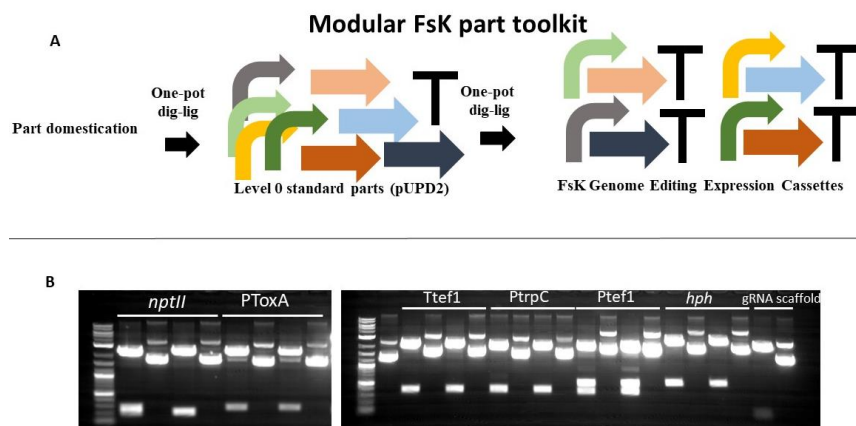 Modular FsK part toolkit
A
One-pot
dig-lig
One-pot
dig-lig
Part domestication
Level 0 standard parts (pUPD2)
FsK Genome Editing Expression Cassettes
B
nptII
PToxA
Ttef1
PtrpC
Ptef1
hph
gRNA scaffold